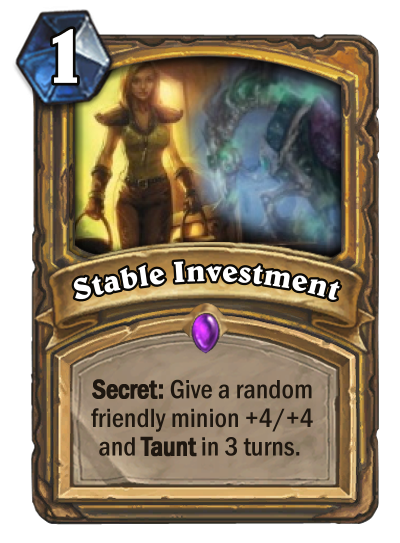 1
Stable Investment
Secret: Give a random
friendly minion +4/+4
and Taunt in 3 turns.